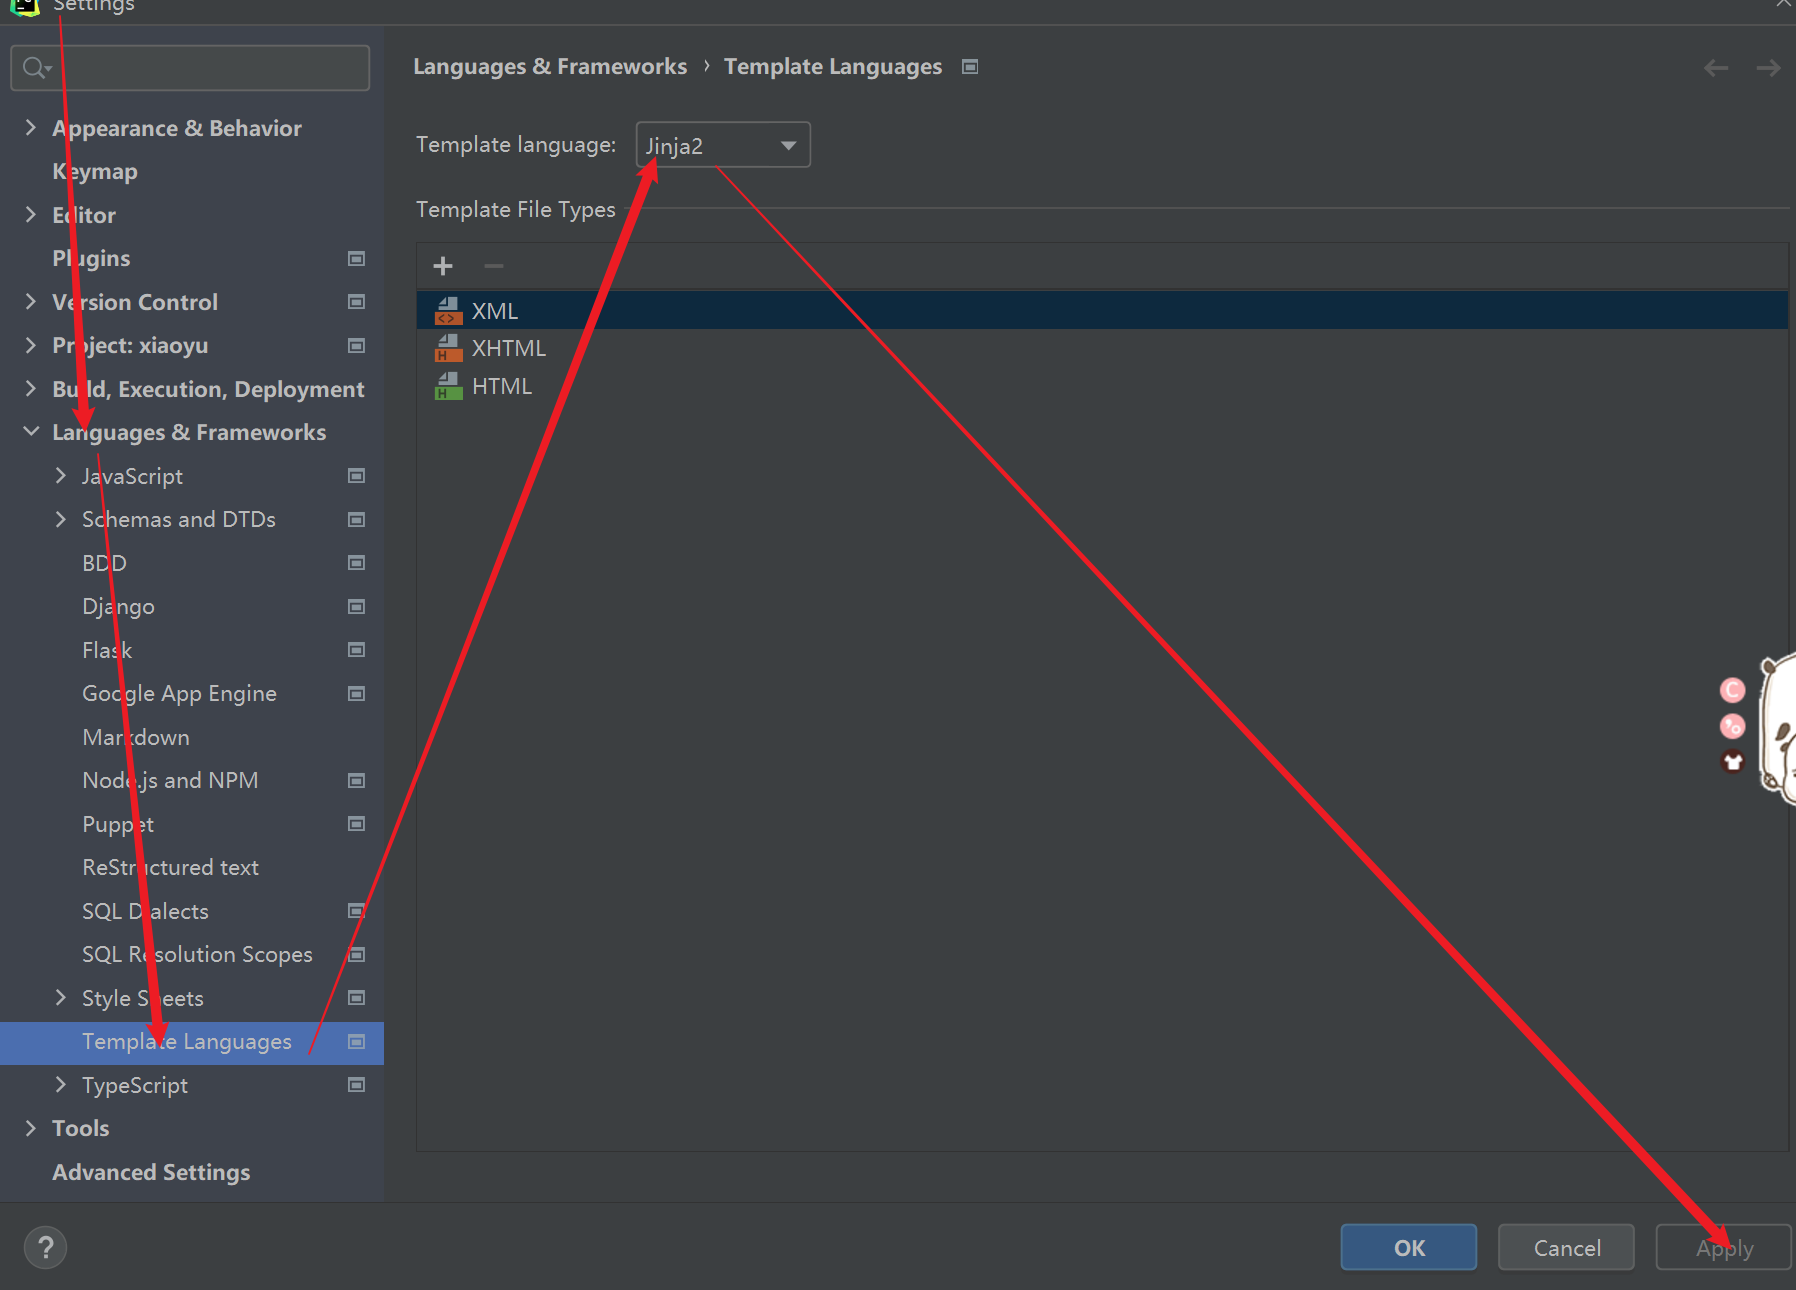 Settings
Appearance & Behavior
Keymap
Editor
Plugins
Version Control
Project: xiaoyu
Build, Execution, Deployment
Languages & Frameworks
JavaScript
Schemas and DTDs
BDD
Django
Flask
Google App Engine
Markdown
Node.js and NPM
Puppet
ReStructured text
SQL Dialects
SQL Resolution Scopes
Style Sheets
Template Languages
TypeScript
Tools
Advanced Settings
Languages & Frameworks › Template Languages
Template language: Jinja2
Template File Types
XML
XHTML
HTML
C
?
OK Cancel Apply